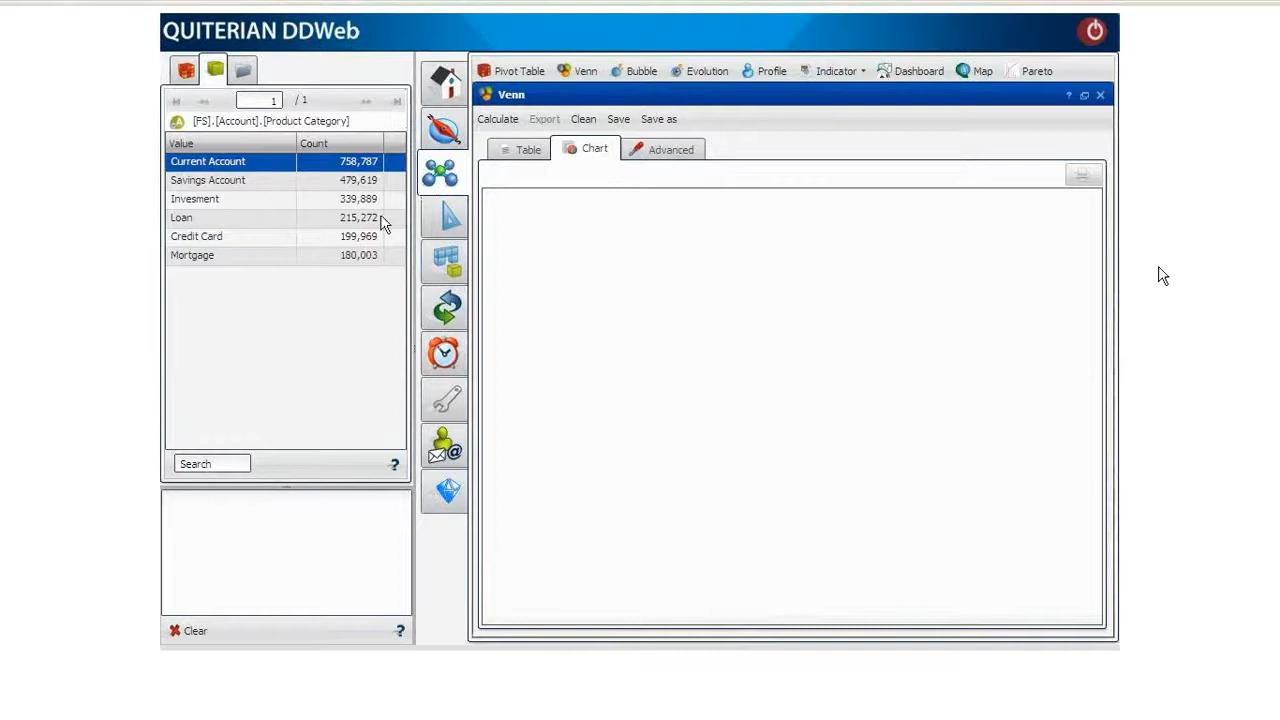 QUITERIAN DDWeb
Pivot Table Venn Bubble Evolution Profile Indicator Dashboard Map Pareto
1 / 1
[FS].[Account].[Product Category]
Value Count
Current Account 758,787
Savings Account 479,619
Invesment 339,889
Loan 215,272
Credit Card 199,969
Mortgage 180,003
Search ?
Clear ?
Venn ?
Calculate Export Clean Save Save as
Table Chart Advanced